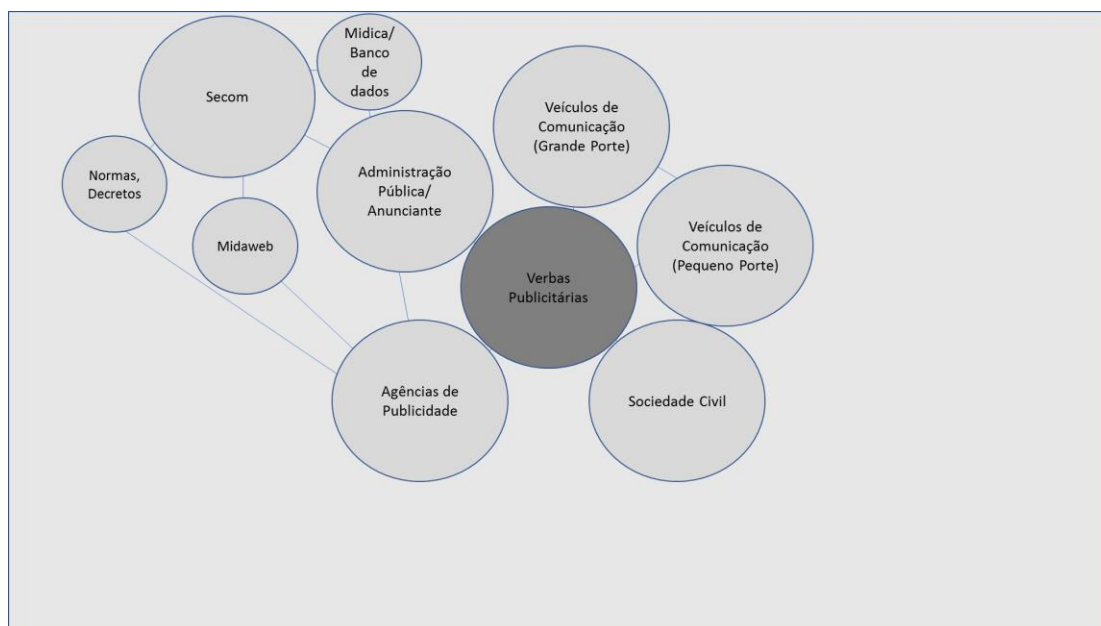 Midica/
Banco
de
dados
Secom
Veículos de
Comunicação
(Grande Porte)
Normas,
Decretos
Administração
Pública/
Anunciante
Midaweb
Veículos de
Comunicação
(Pequeno Porte)
Verbas
Publicitárias
Agências de
Publicidade
Sociedade Civil